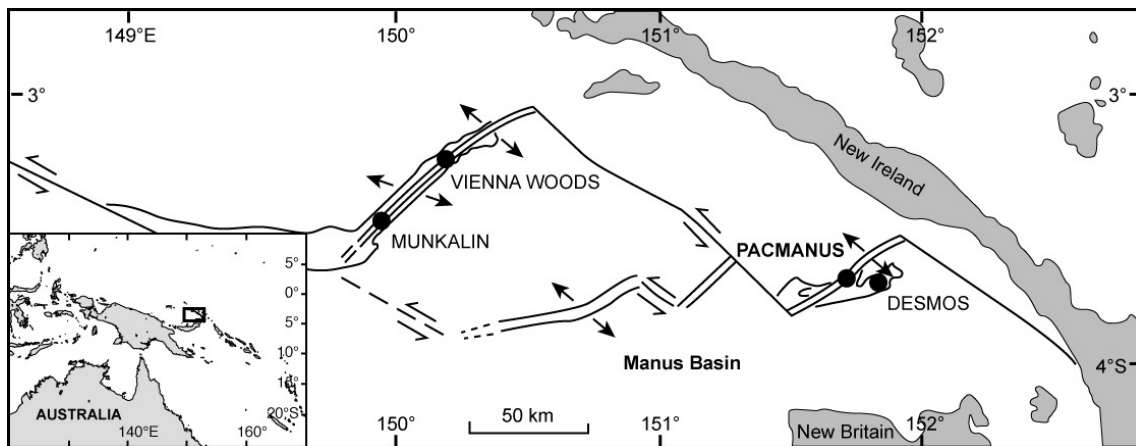 149°E
150°
151°
152°
3°
3°
New Ireland
VIENNA WOODS
MUNKALIN
PACMANUS
DESMOS
5°
0°
5°
10°
15°
20°S
Manus Basin
4°S
AUSTRALIA
140°E
160°
150°
50 km
151°
152°
New Britain